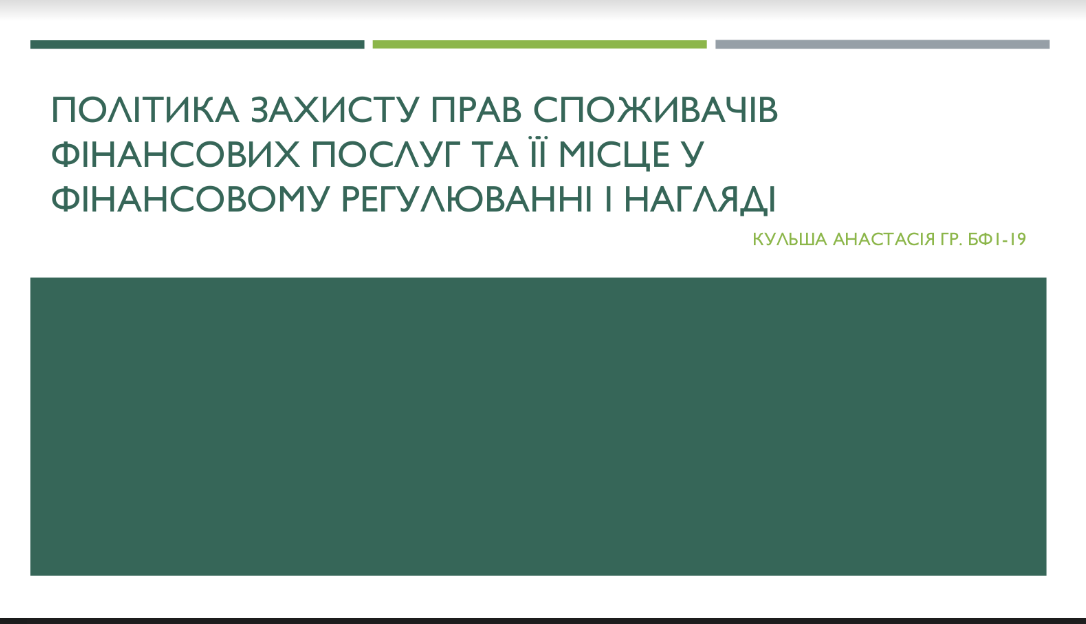 ПОЛІТИКА ЗАХИСТУ ПРАВ СПОЖИВАЧІВ
ФІНАНСОВИХ ПОСЛУГ ТА ЇЇ МІСЦЕ У
ФІНАНСОВОМУ РЕГУЛЮВАННІ І НАГЛЯДІ
КУЛЬША АНАСТАСІЯ ГР. БФ1-19